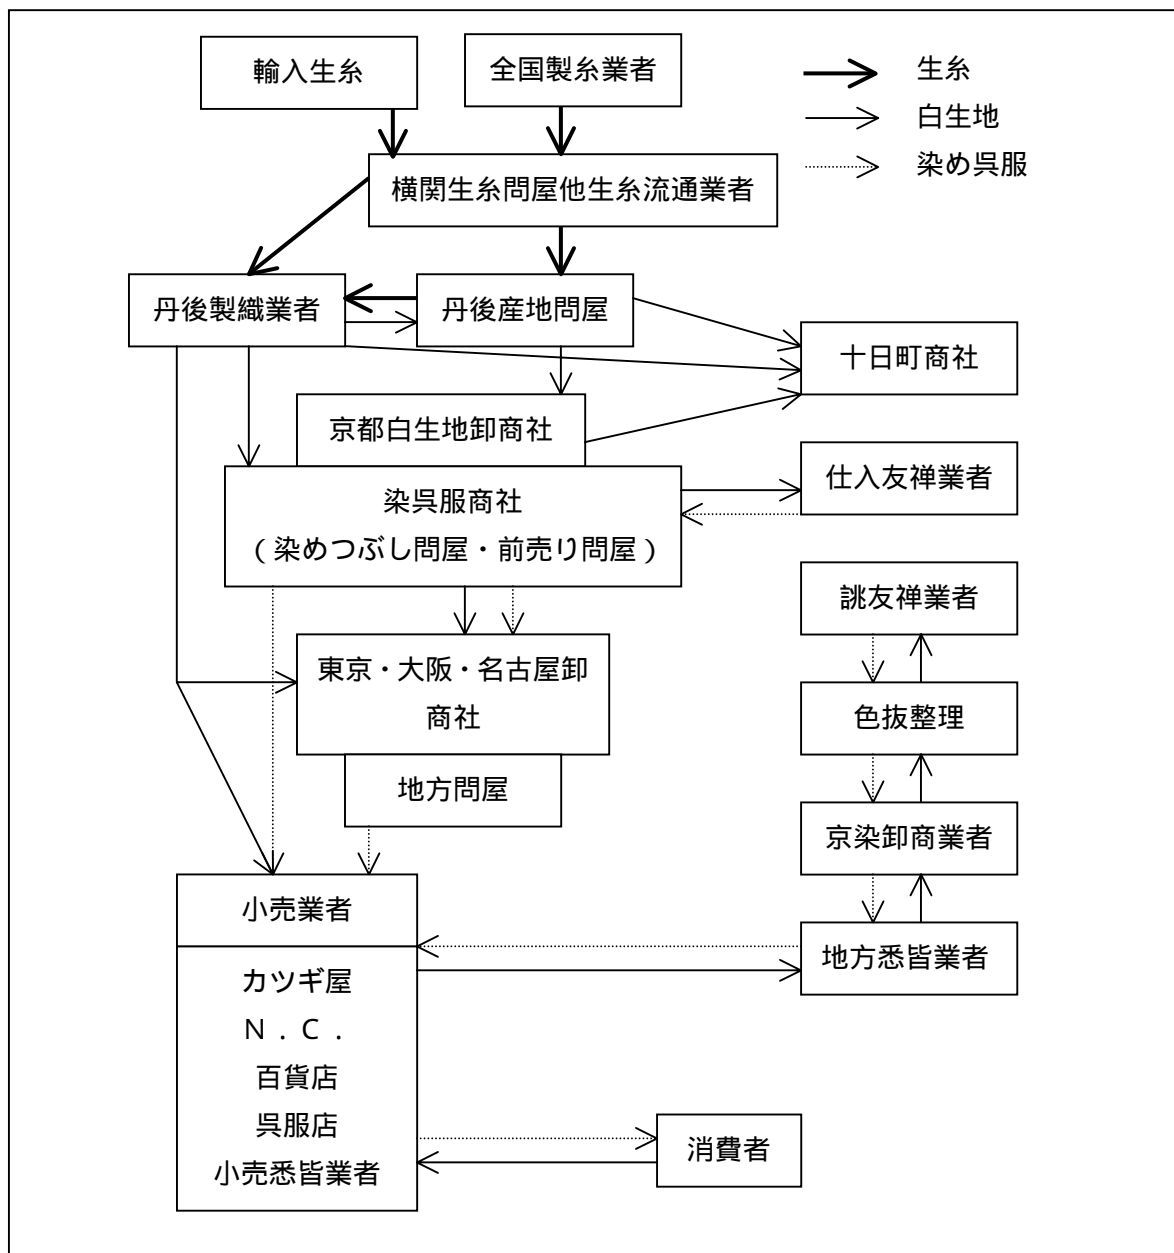 輸入生糸
全国製糸業者
生糸
白生地
染め呉服
横関生糸問屋他生糸流通業者
丹後製織業者
丹後産地問屋
十日町商社
京都白生地卸商社
仕入友禅業者
染呉服商社
(染めつぶし問屋・前売り問屋)
誂友禅業者
東京・大阪・名古屋卸
商社
色抜整理
地方問屋
京染卸商業者
小売業者
地方悉皆業者
カツギ屋
N.C.
百貨店
呉服店
小売悉皆業者
消費者